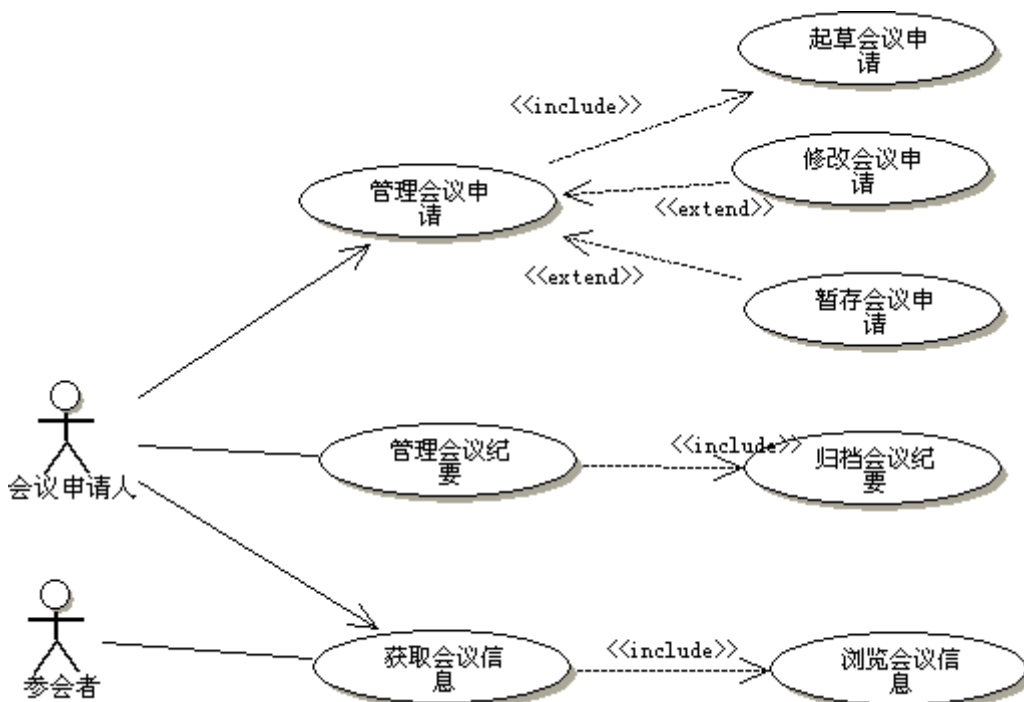 起草会议申
请
<<include>>
修改会议申
请
管理会议申
请
<<extend>>
<<extend>>
暂存会议申
请
管理会议纪
要
<<include>>
归档会议纪
要
会议申请人
获取会议信
息
<<include>>
浏览会议信
息
参会者